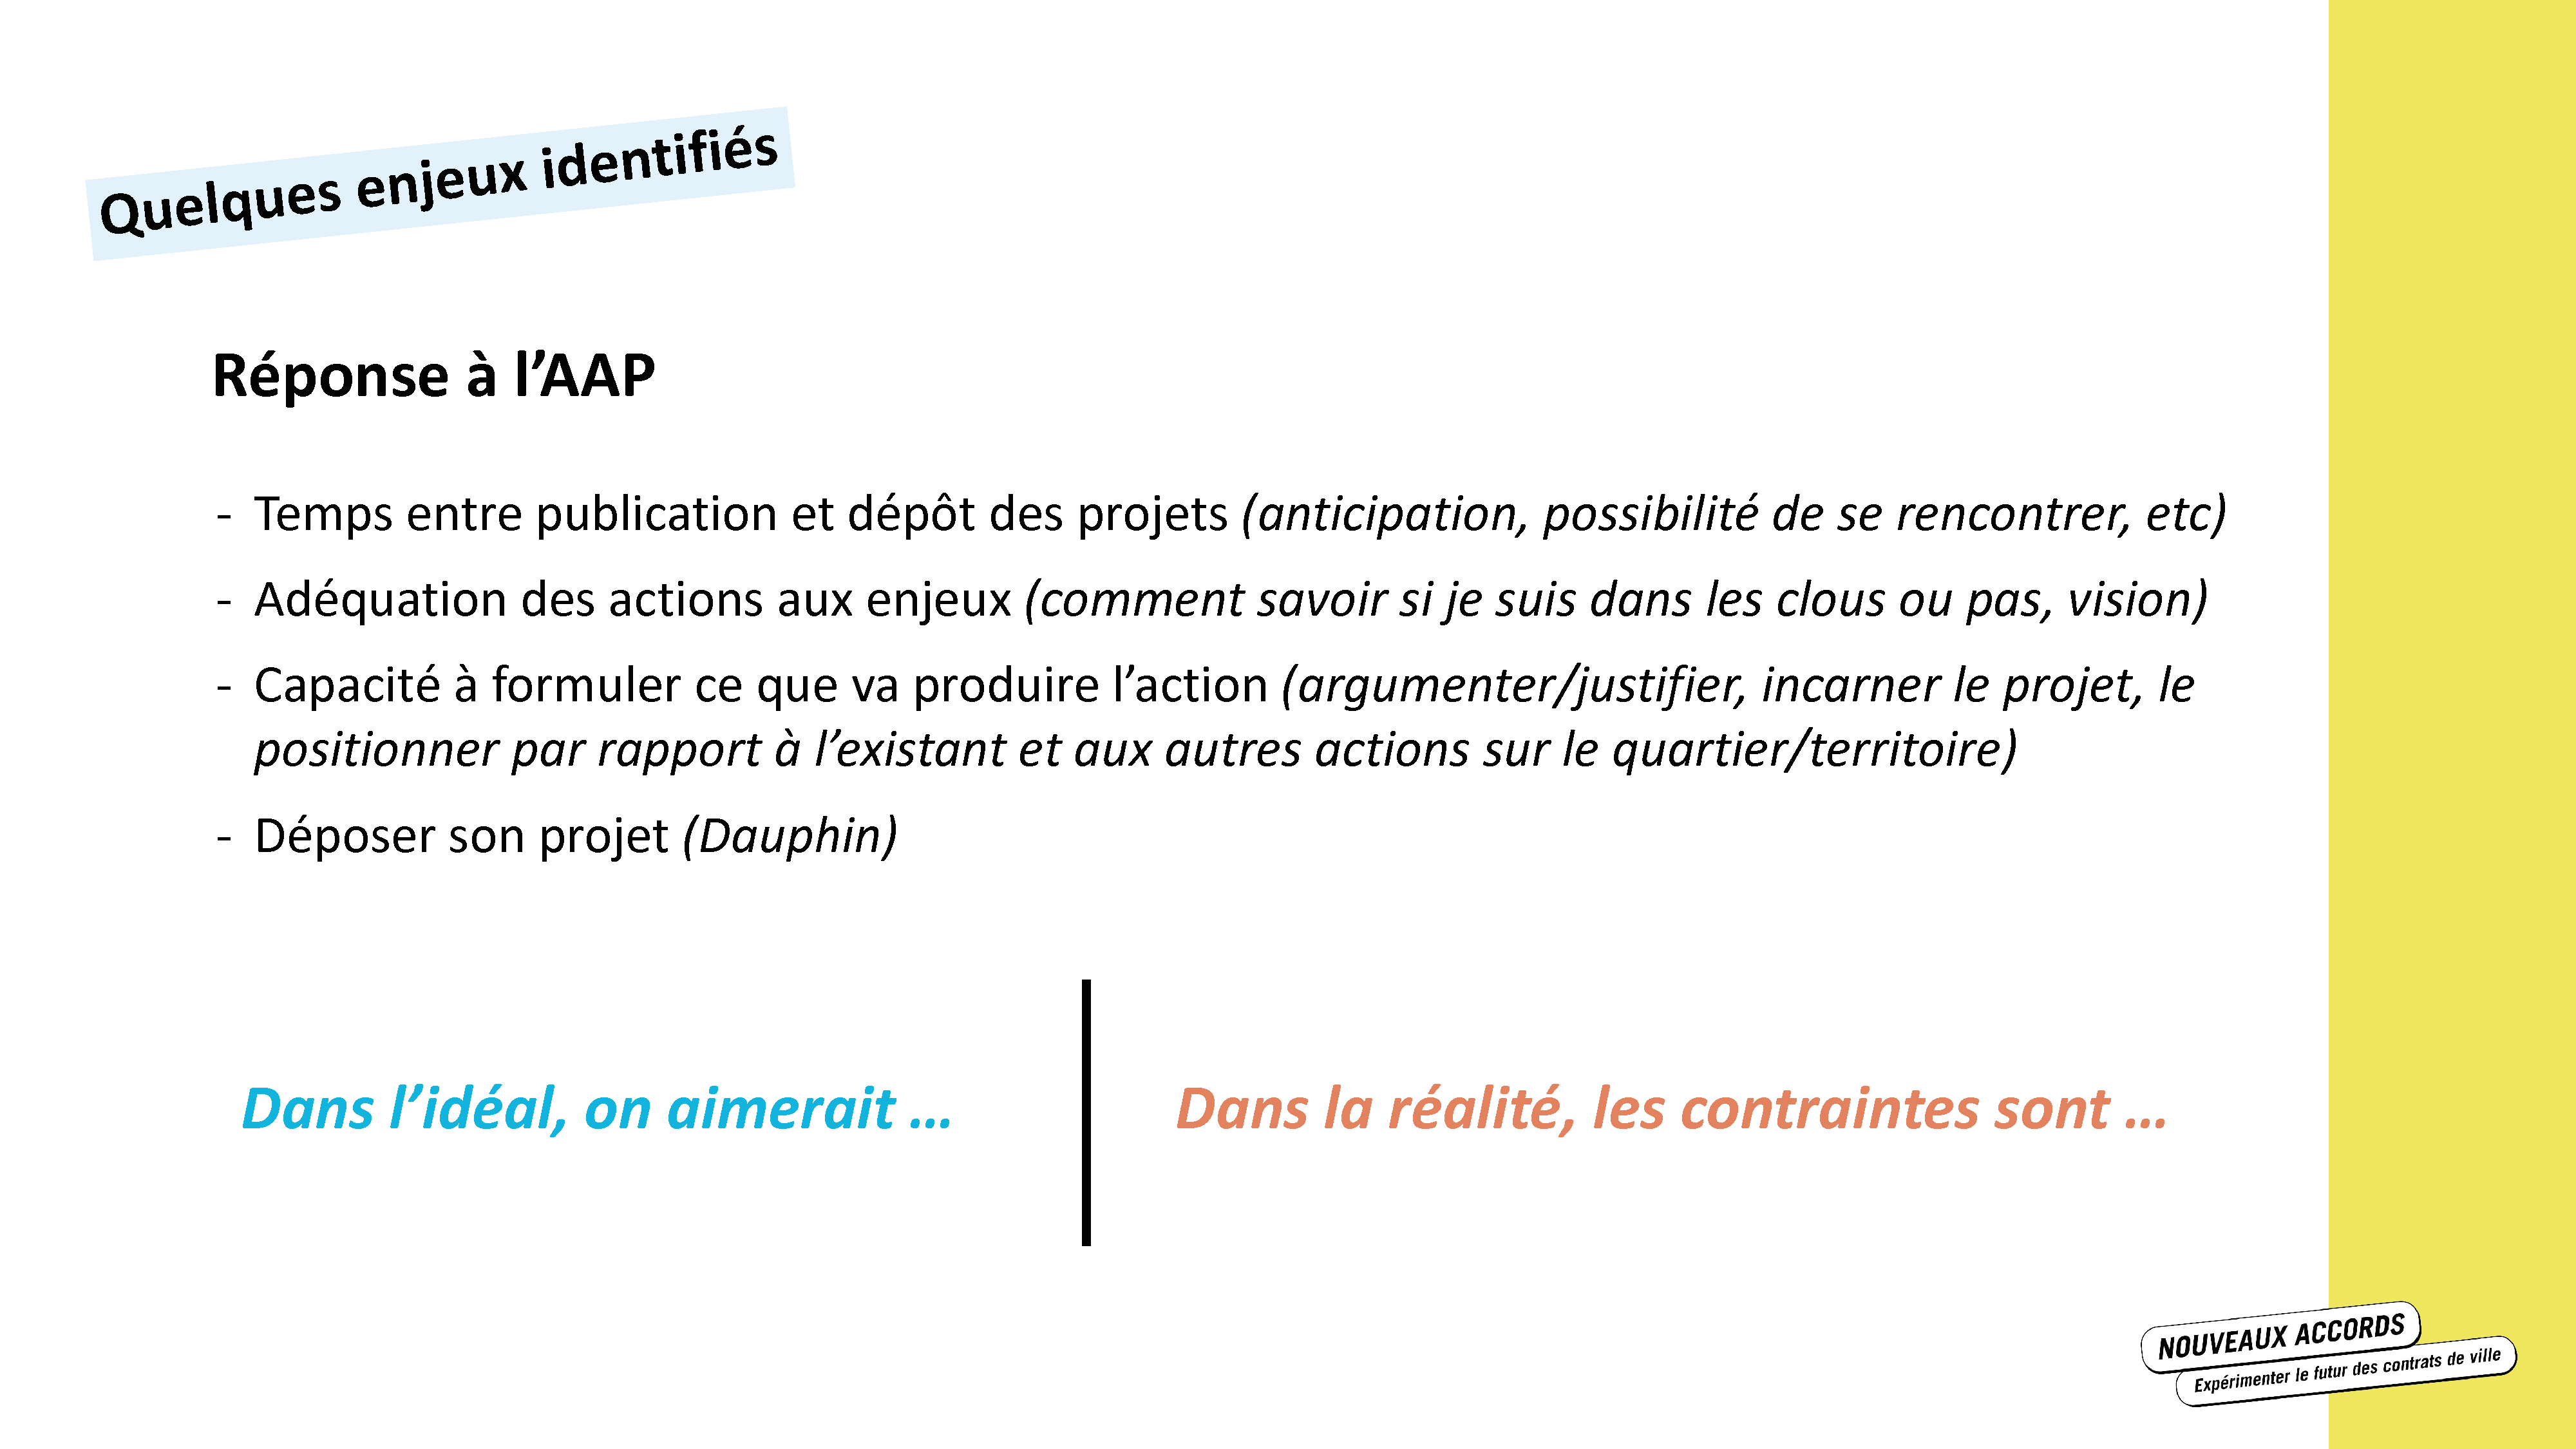 Quelques enjeux identifiés
Réponse à l’AAP
- Temps entre publication et dépôt des projets (anticipation, possibilité de se rencontrer, etc)
- Adéquation des actions aux enjeux (comment savoir si je suis dans les clous ou pas, vision)
- Capacité à formuler ce que va produire l’action (argumenter/justifier, incarner le projet, le
positionner par rapport à l’existant et aux autres actions sur le quartier/territoire)
- Déposer son projet (Dauphin)
Dans l’idéal, on aimerait …
Dans la réalité, les contraintes sont …
NOUVEAUX ACCORDS
Expérimenter le futur des contrats de ville